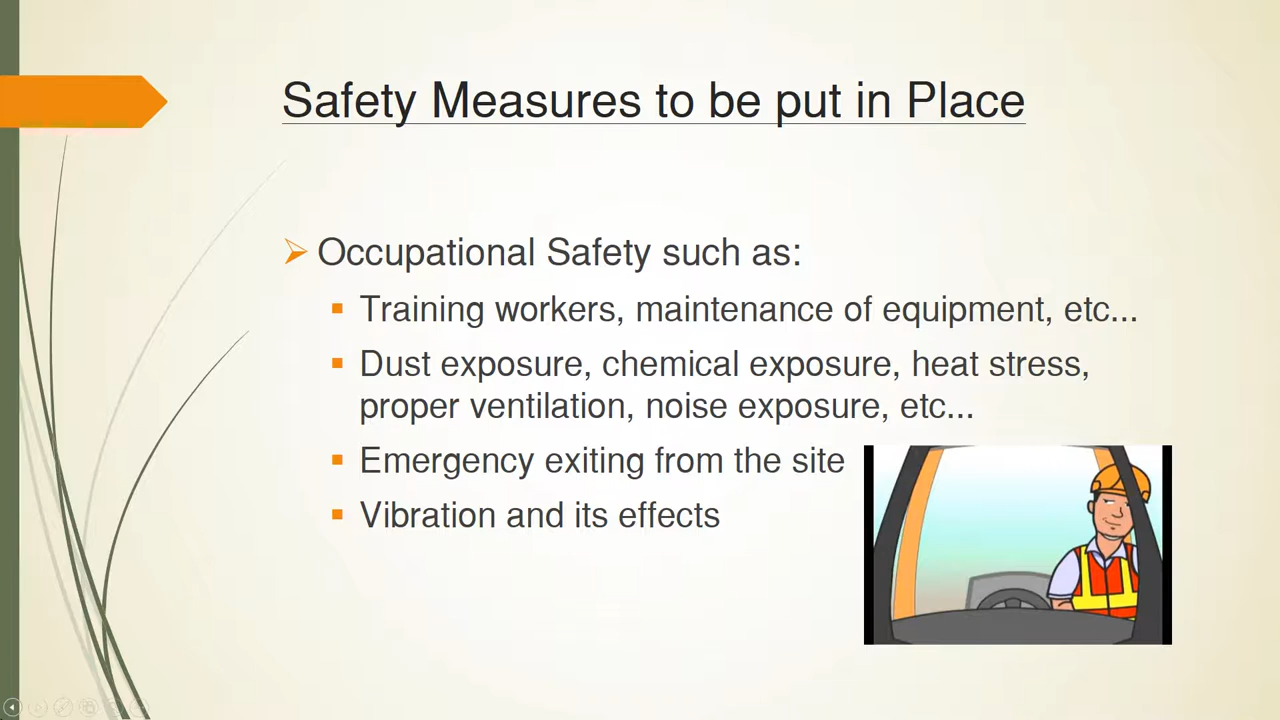 Safety Measures to be put in Place
Occupational Safety such as:
Training workers, maintenance of equipment, etc...
Dust exposure, chemical exposure, heat stress,
proper ventilation, noise exposure, etc...
Emergency exiting from the site
Vibration and its effects